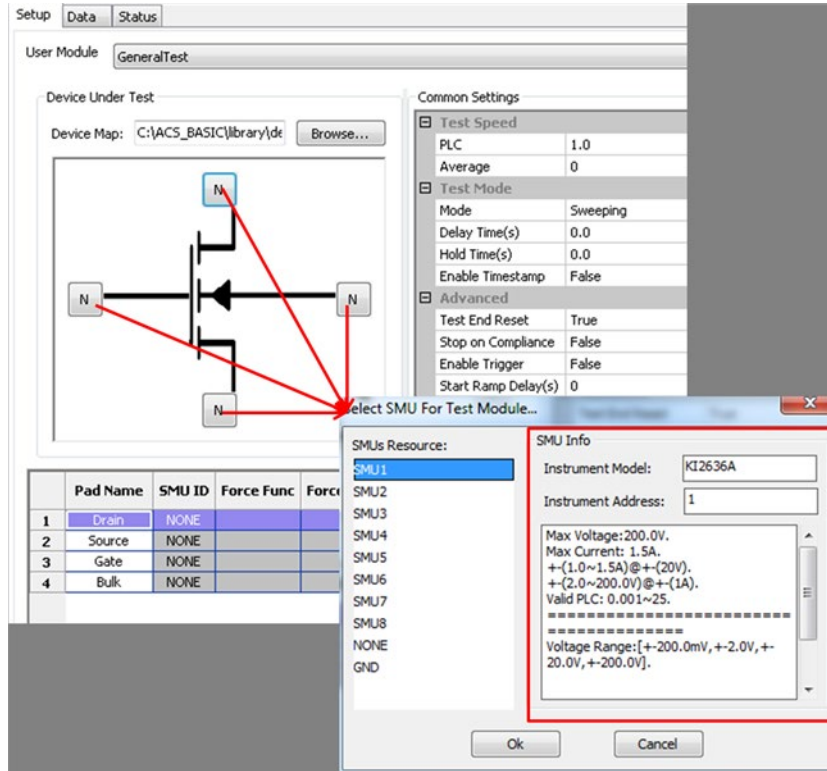 Setup Data Status
User Module GeneralTest
Device Under Test
Device Map: C:\ACS_BASIC\library\de Browse...
N
N
N
N
Common Settings
Test Speed
PLC 1.0
Average 0
Test Mode
Mode Sweeping
Delay Time(s) 0.0
Hold Time(s) 0.0
Enable Timestamp False
Advanced
Test End Reset True
Stop on Compliance False
Enable Trigger False
Start Ramp Delay(s) 0
Pad Name SMU ID Force Func Force
1 Drain NONE
2 Source NONE
3 Gate NONE
4 Bulk NONE
Select SMU For Test Module...
SMUs Resource:
SMU1
SMU2
SMU3
SMU4
SMU5
SMU6
SMU7
SMU8
NONE
GND
SMU Info
Instrument Model: KI2636A
Instrument Address: 1
Max Voltage:200.0V.
Max Current: 1.5A.
+-(1.0~1.5A)@+-(20V).
+-(2.0~200.0V)@+-(1A).
Valid PLC: 0.001~25.
==========================
==============
Voltage Range:[+-200.0mV,+-2.0V,+-
20.0V,+-200.0V].
Ok Cancel